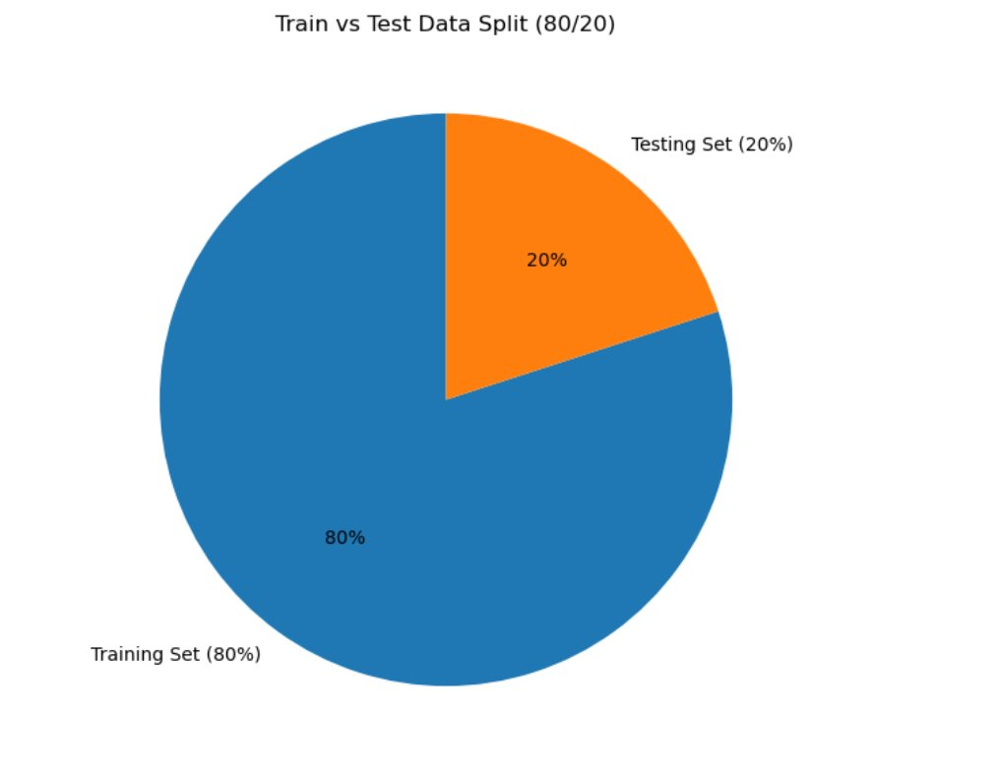 Train vs Test Data Split (80/20)
Testing Set (20%)
20%
80%
Training Set (80%)